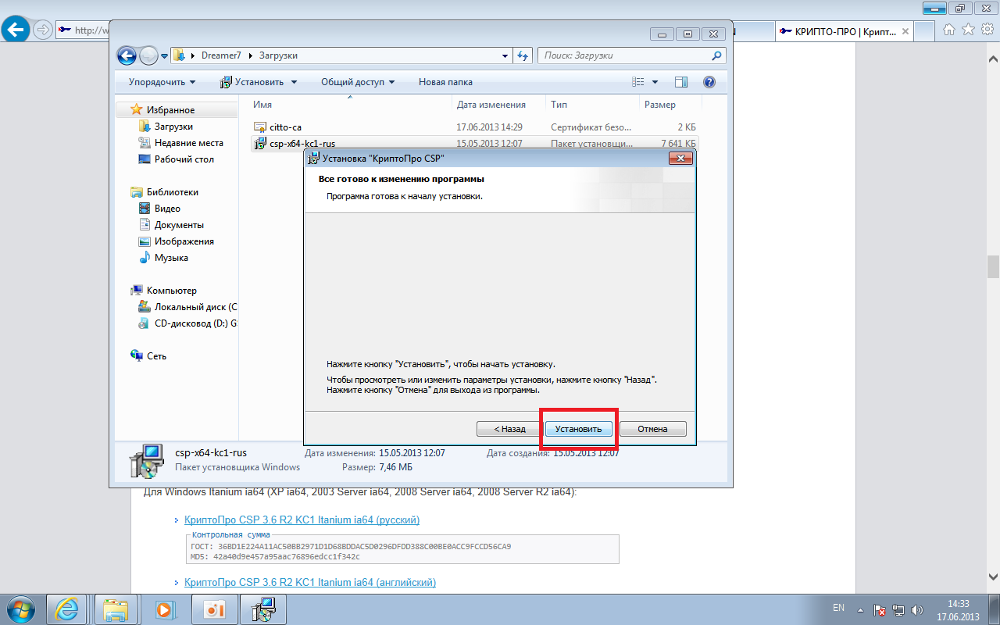 http://w
N
КРИПТО-ПРО | Крипт...
Dreamer7
Загрузки
Поиск: Загрузки
Упорядочить
Установить
Общий доступ
Новая папка
Имя
Дата изменения
Тип
Размер
Избранное
Загрузки
Недавние места
Рабочий стол
Библиотеки
Видео
Документы
Изображения
Музыка
Компьютер
Локальный диск (C
CD-дисковод (D:) G
Сеть
citto-ca 17.06.2013 14:29 Сертификат безо... 2 КБ
csp-x64-kc1-rus 15.05.2013 12:07 Пакет установщи... 7 641 КБ
Установка "КриптоПро CSP"
Все готово к изменению программы
Программа готова к началу установки.
Нажмите кнопку "Установить", чтобы начать установку.
Чтобы просмотреть или изменить параметры установки, нажмите кнопку "Назад".
Нажмите кнопку "Отмена" для выхода из программы.
< Назад
Установить
Отмена
csp-x64-kc1-rus
Дата изменения: 15.05.2013 12:07
Дата создания: 15.05.2013 12:07
Пакет установщика Windows
Размер: 7,46 МБ
Для Windows Itanium ia64 (XP ia64, 2003 Server ia64, 2008 Server ia64, 2008 Server R2 ia64):
КриптоПро CSP 3.6 R2 KC1 Itanium ia64 (русский)
Контрольная сумма
ГОСТ: 36BD1E224A11AC50BB2971D1D68BDDAC5D0296DFDD388C00BE0ACC9FCCD56CA9
MD5: 42a40d9e457a95aac76896edcc1f342c
КриптоПро CSP 3.6 R2 KC1 Itanium ia64 (английский)
EN
14:33
17.06.2013